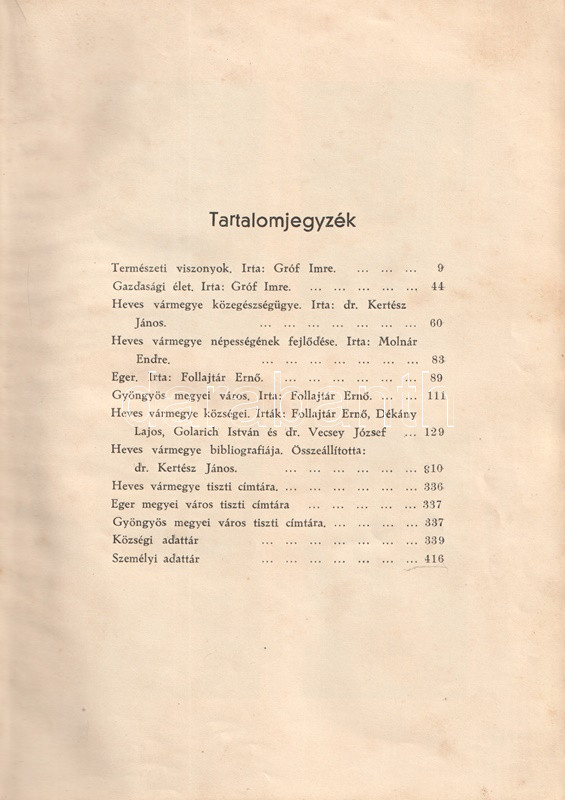 Tartalomjegyzék
Természeti viszonyok. Irta: Gróf Imre. ... ... ... 9
Gazdasági élet. Irta: Gróf Imre. ... ... ... ... ... 44
Heves vármegye közegészségügye. Irta: dr. Kertész
János. ... ... ... ... ... ... ... 60
Heves vármegye népességének fejlődése. Irta: Molnár
Endre. ... ... ... ... ... ... ... 83
Eger. Irta: Follajtár Ernő. ... ... ... ... ... ... 89
Gyöngyös megyei város. Irta: Follajtár Ernő. ... ... 111
Heves vármegye községei. Irták: Follajtár Ernő, Dékány
Lajos, Golarich István és dr. Vecsey József ... 129
Heves vármegye bibliografiája. Összeállította:
dr. Kertész János. ... ... ... ... ... ... 310
Heves vármegye tiszti címtára. ... ... ... ... ... 336
Eger megyei város tiszti címtára ... ... ... ... ... 337
Gyöngyös megyei város tiszti címtára. ... ... ... ... 337
Községi adattár ... ... ... ... ... ... ... 339
Személyi adattár ... ... ... ... ... ... ... 416
darabanth